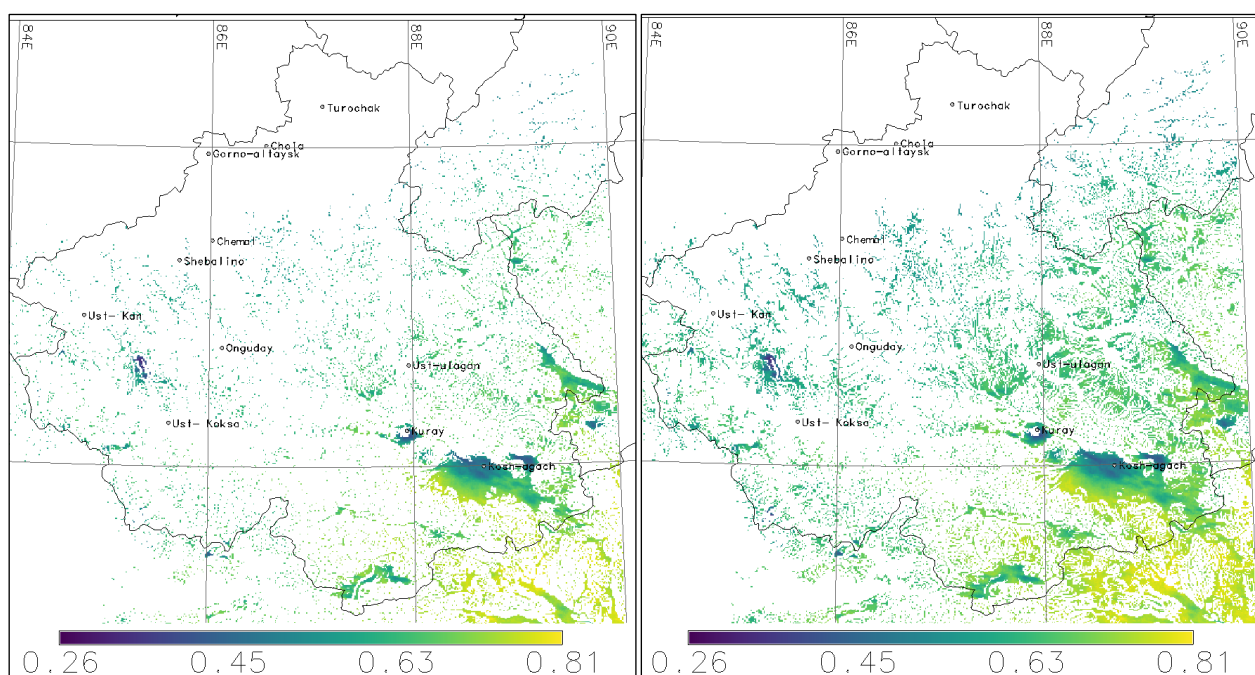 84E
86E
88E
90E
Turochak
Choia
Gorno-altaysk
Chemal
Shebalino
Ust- Kan
Onguday
Ust-ulagan
Ust- Koksa
Kuray
Kosh-agach
0.26 0.45 0.63 0.81
84E
86E
88E
90E
Turochak
Choia
Gorno-altaysk
Chemal
Shebalino
Ust- Kan
Onguday
Ust-ulagan
Ust- Koksa
Kuray
Kosh-agach
0.26 0.45 0.63 0.81